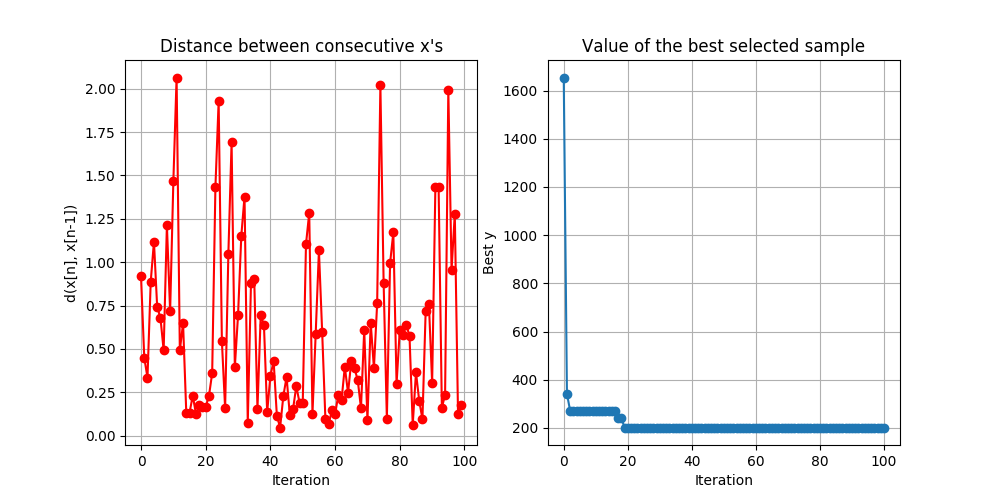 Distance between consecutive x's
d(x[n], x[n-1])
2.00
1.75
1.50
1.25
1.00
0.75
0.50
0.25
0.00
0 20 40 60 80 100
Iteration
Value of the best selected sample
Best y
1600
1400
1200
1000
800
600
400
200
0 20 40 60 80 100
Iteration